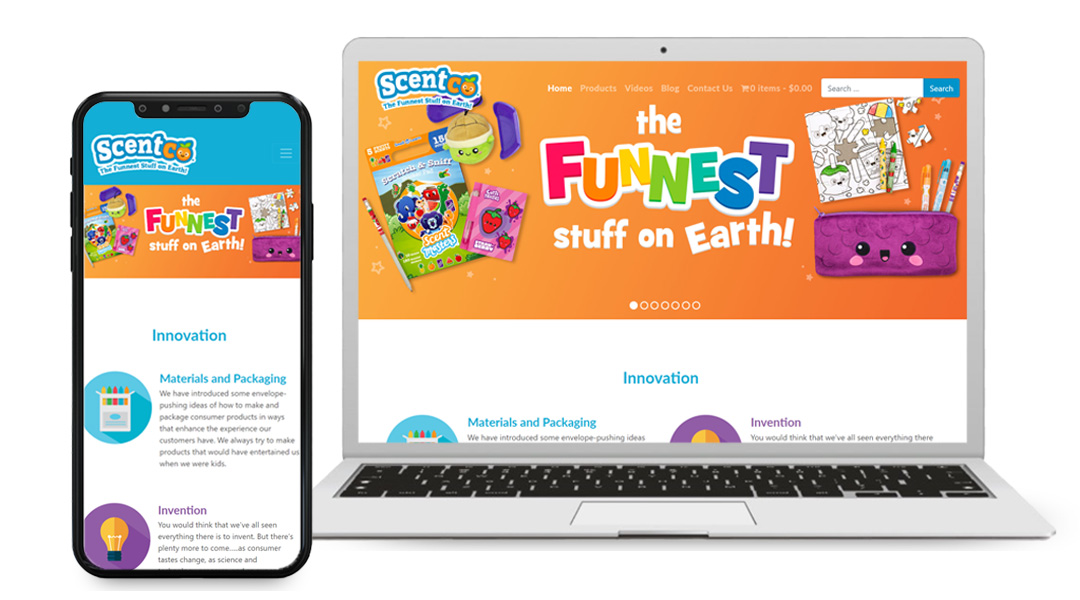 Scentco
The Funnest Stuff on Earth!
the
FUNNEST
stuff on Earth!
Innovation
Materials and Packaging
We have introduced some envelope-
pushing ideas of how to make and
package consumer products in ways
that enhance the experience our
customers have. We always try to make
products that would have entertained us
when we were kids.
Invention
You would think that we've all seen
everything there is to invent. But there's
plenty more to come.....as consumer
tastes change, as science and
Scentco
The Funnest Stuff on Earth!
Home Products Videos Blog Contact Us 0 items - $0.00 Search ... Search
the
FUNNEST
stuff on Earth!
Scratch & Sniff
Scent
Innovation
Materials and Packaging
We have introduced some envelope-pushing ideas
Invention
You would think that we've all seen everything there